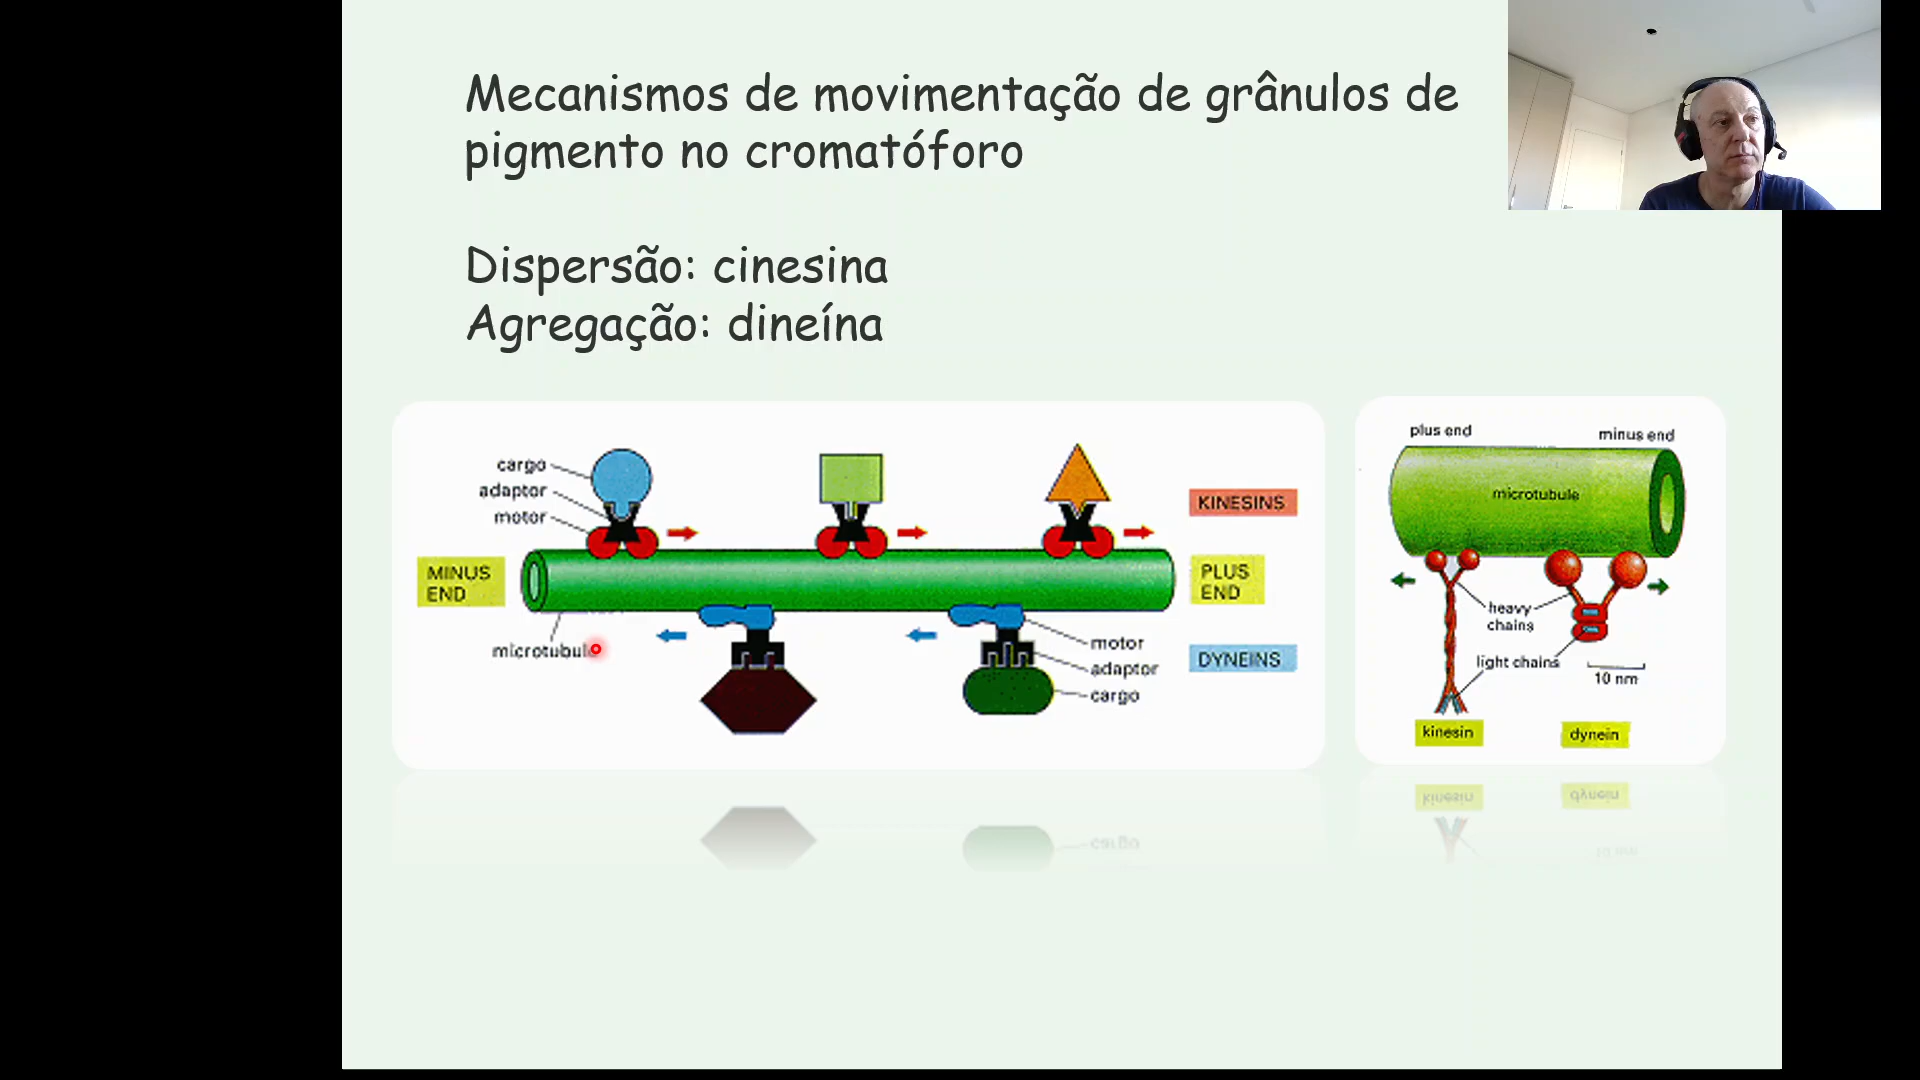 Mecanismos de movimentação de grânulos de
pigmento no cromatóforo
Dispersão: cinesina
Agregação: dineína
cargo
adaptor
motor
KINESINS
MINUS
END
PLUS
END
microtubule
motor
adaptor
cargo
DYNEINS
plus end
minus end
microtubule
heavy
chains
light chains
10 nm
kinesin
dynein